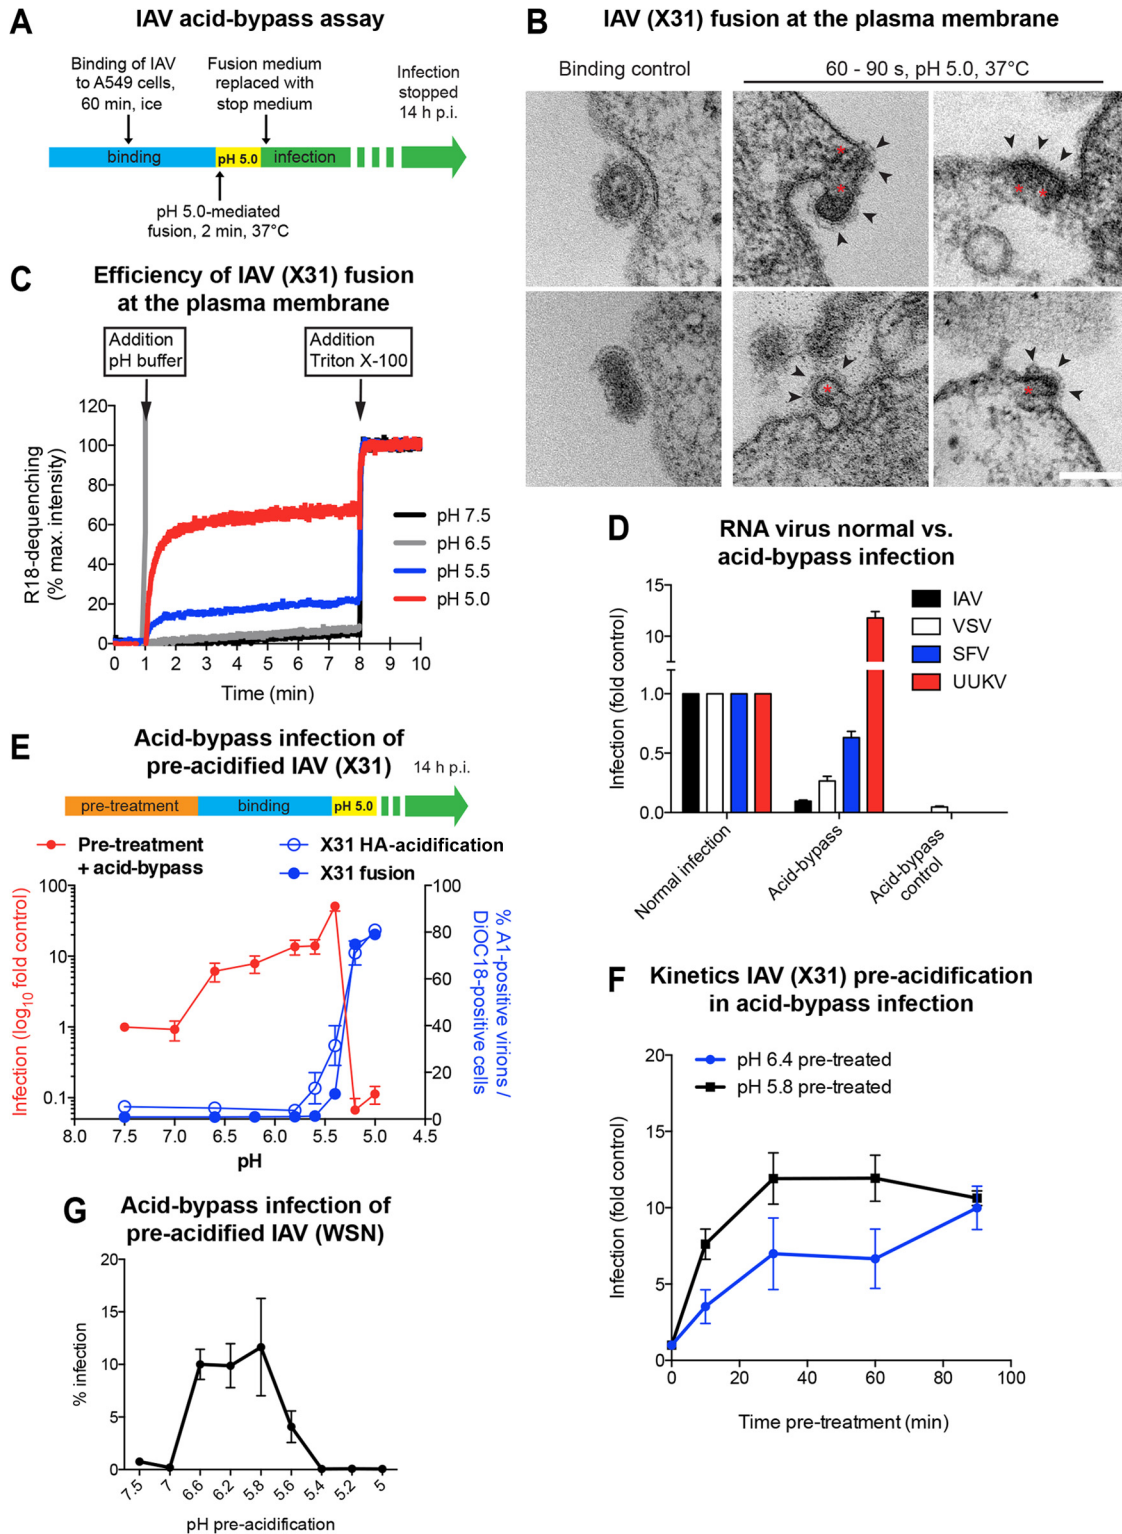 A
IAV acid-bypass assay
Binding of IAV
to A549 cells,
60 min, ice
Fusion medium
replaced with
stop medium
Infection
stopped
14 h p.i.
binding
pH 5.0
infection
pH 5.0-mediated
fusion, 2 min, 37°C
B
IAV (X31) fusion at the plasma membrane
Binding control
60 - 90 s, pH 5.0, 37°C
*
*
*
*
*
*
C
Efficiency of IAV (X31) fusion
at the plasma membrane
Addition
pH buffer
Addition
Triton X-100
R18-dequenching
(% max. intensity)
120
100
80
60
40
20
0
0 1 2 3 4 5 6 7 8 9 10
Time (min)
pH 7.5
pH 6.5
pH 5.5
pH 5.0
D
RNA virus normal vs.
acid-bypass infection
Infection (fold control)
15
10
1.0
0.5
0.0
IAV
VSV
SFV
UUKV
Normal infection
Acid-bypass
Acid-bypass
control
E
Acid-bypass infection of
pre-acidified IAV (X31)
14 h p.i.
pre-treatment
binding
pH 5.0
Pre-treatment
+ acid-bypass
X31 HA-acidification
X31 fusion
Infection (log10 fold control)
100
10
1
0.1
100
80
60
40
20
0
% A1-positive virions /
DiOC18-positive cells
8.0 7.5 7.0 6.5 6.0 5.5 5.0 4.5
pH
F
Kinetics IAV (X31) pre-acidification
in acid-bypass infection
pH 6.4 pre-treated
pH 5.8 pre-treated
Infection (fold control)
20
15
10
5
0
0 20 40 60 80 100
Time pre-treatment (min)
G
Acid-bypass infection of
pre-acidified IAV (WSN)
% infection
20
15
10
5
0
7.5 7 6.6 6.2 5.8 5.6 5.4 5.2 5
pH pre-acidification